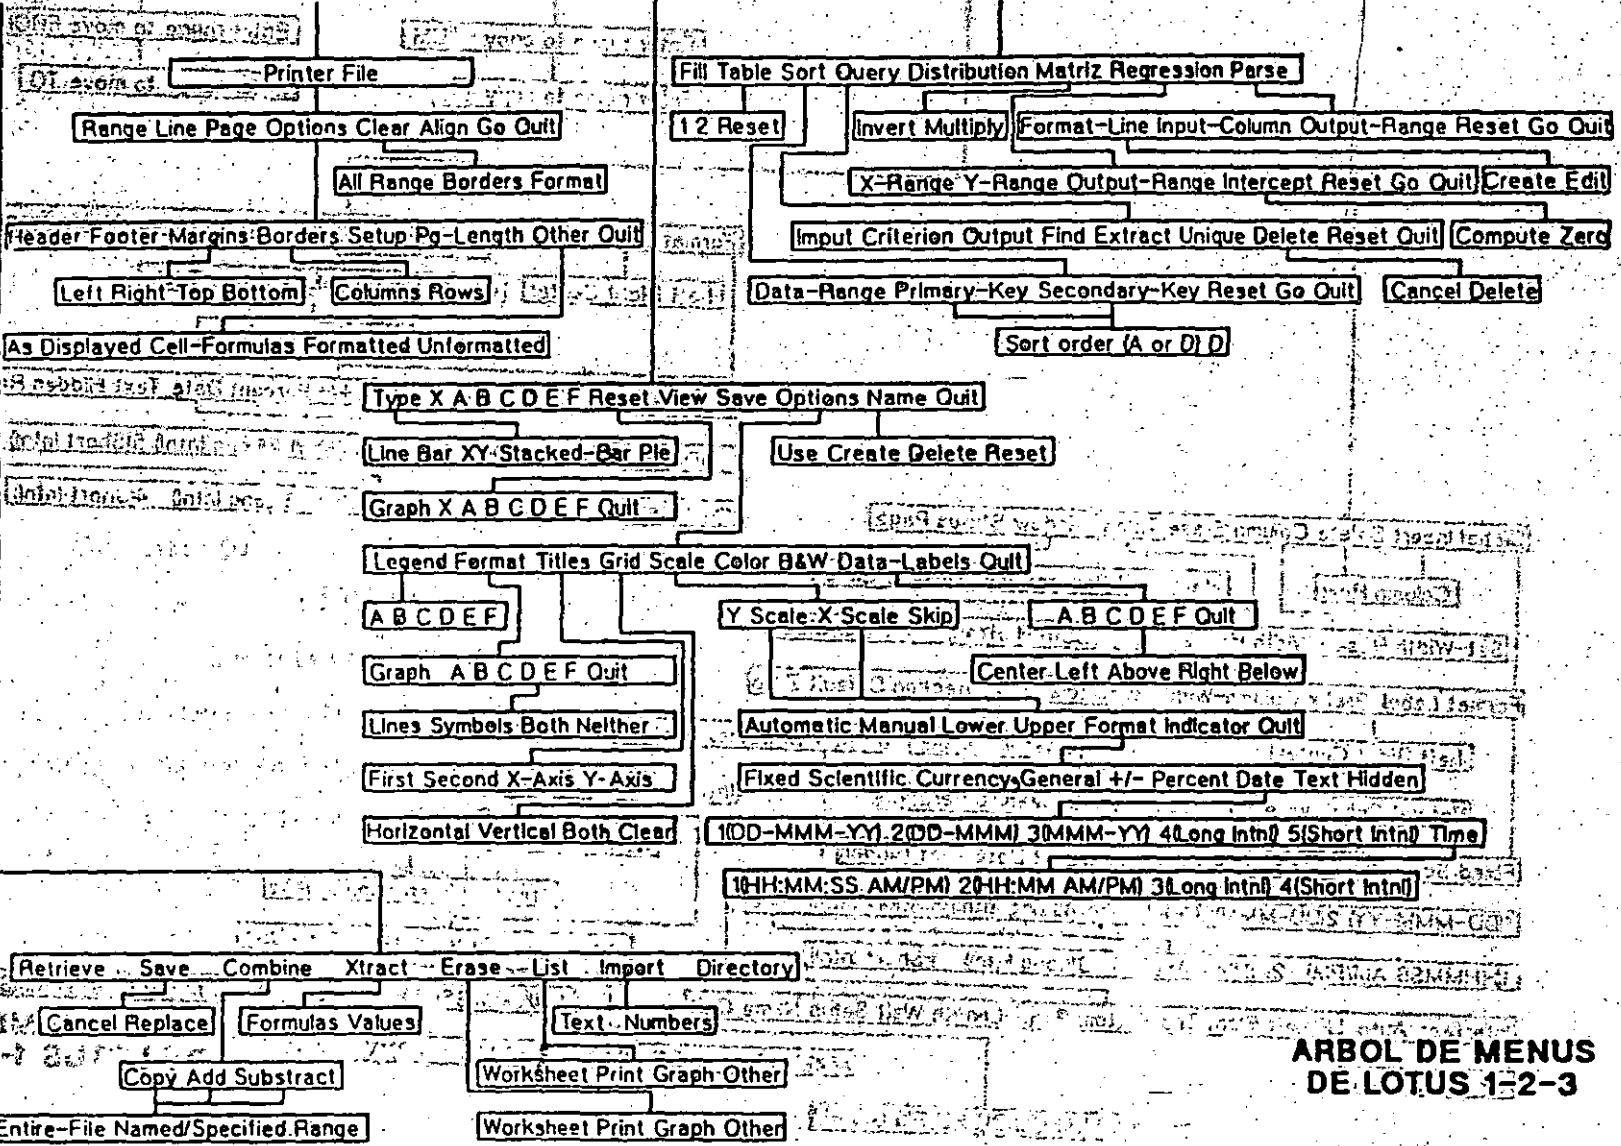 Printer File
Range Line Page Options Clear Align Go Quit
All Range Borders Format
Header Footer Margins Borders Setup Pg-Length Other Quit
Left Right Top Bottom
Columns Rows
As Displayed Cell-Formulas Formatted Unformatted
Fill Table Sort Query Distribution Matriz Regression Parse
1 2 Reset
Invert Multiply
Format-Line Input-Column Output-Range Reset Go Quit
X-Range Y-Range Output-Range Intercept Reset Go Quit
Create Edit
Imput Criterion Output Find Extract Unique Delete Reset Quit
Compute Zero
Data-Range Primary-Key Secondary-Key Reset Go Quit
Cancel Delete
Sort order (A or D) D
Type X A B C D E F Reset View Save Options Name Quit
Line Bar XY Stacked-Bar Pie
Use Create Delete Reset
Graph X A B C D E F Quit
Legend Format Titles Grid Scale Color B&W Data-Labels Quit
A B C D E F
Y Scale X Scale Skip
A B C D E F Quit
Graph A B C D E F Quit
Center Left Above Right Below
Lines Symbols Both Neither
Automatic Manual Lower Upper Format Indicator Quit
First Second X-Axis Y-Axis
Fixed Scientific Currency General +/- Percent Date Text Hidden
Horizontal Vertical Both Clear
1(DD-MMM-YY) 2(DD-MMM) 3(MMM-YY) 4(Long Intnl) 5(Short Intnl) Time
1(HH:MM:SS AM/PM) 2(HH:MM AM/PM) 3(Long Intnl) 4(Short Intnl)
Retrieve Save Combine Xtract Erase List Import Directory
Cancel Replace
Formulas Values
Text Numbers
Copy Add Substract
Worksheet Print Graph Other
Entire-File Named/Specified Range
Worksheet Print Graph Other
ARBOL DE MENUS
DE LOTUS 1-2-3